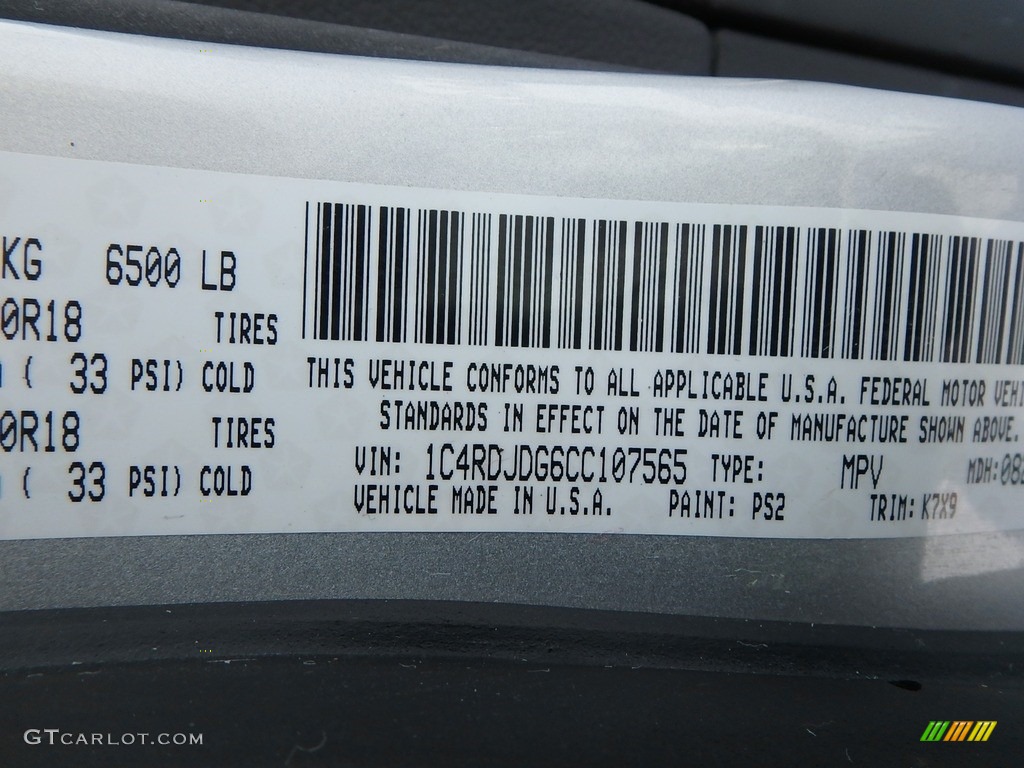 KG 6500 LB
0R18 TIRES
( 33 PSI) COLD
0R18 TIRES
( 33 PSI) COLD
THIS VEHICLE CONFORMS TO ALL APPLICABLE U.S.A. FEDERAL MOTOR VEHI
STANDARDS IN EFFECT ON THE DATE OF MANUFACTURE SHOWN ABOVE.
VIN: 1C4RDJDG6CC107565 TYPE: MPV MDH: 08
VEHICLE MADE IN U.S.A. PAINT: PS2 TRIM: K7X9
GTCARLOT.COM